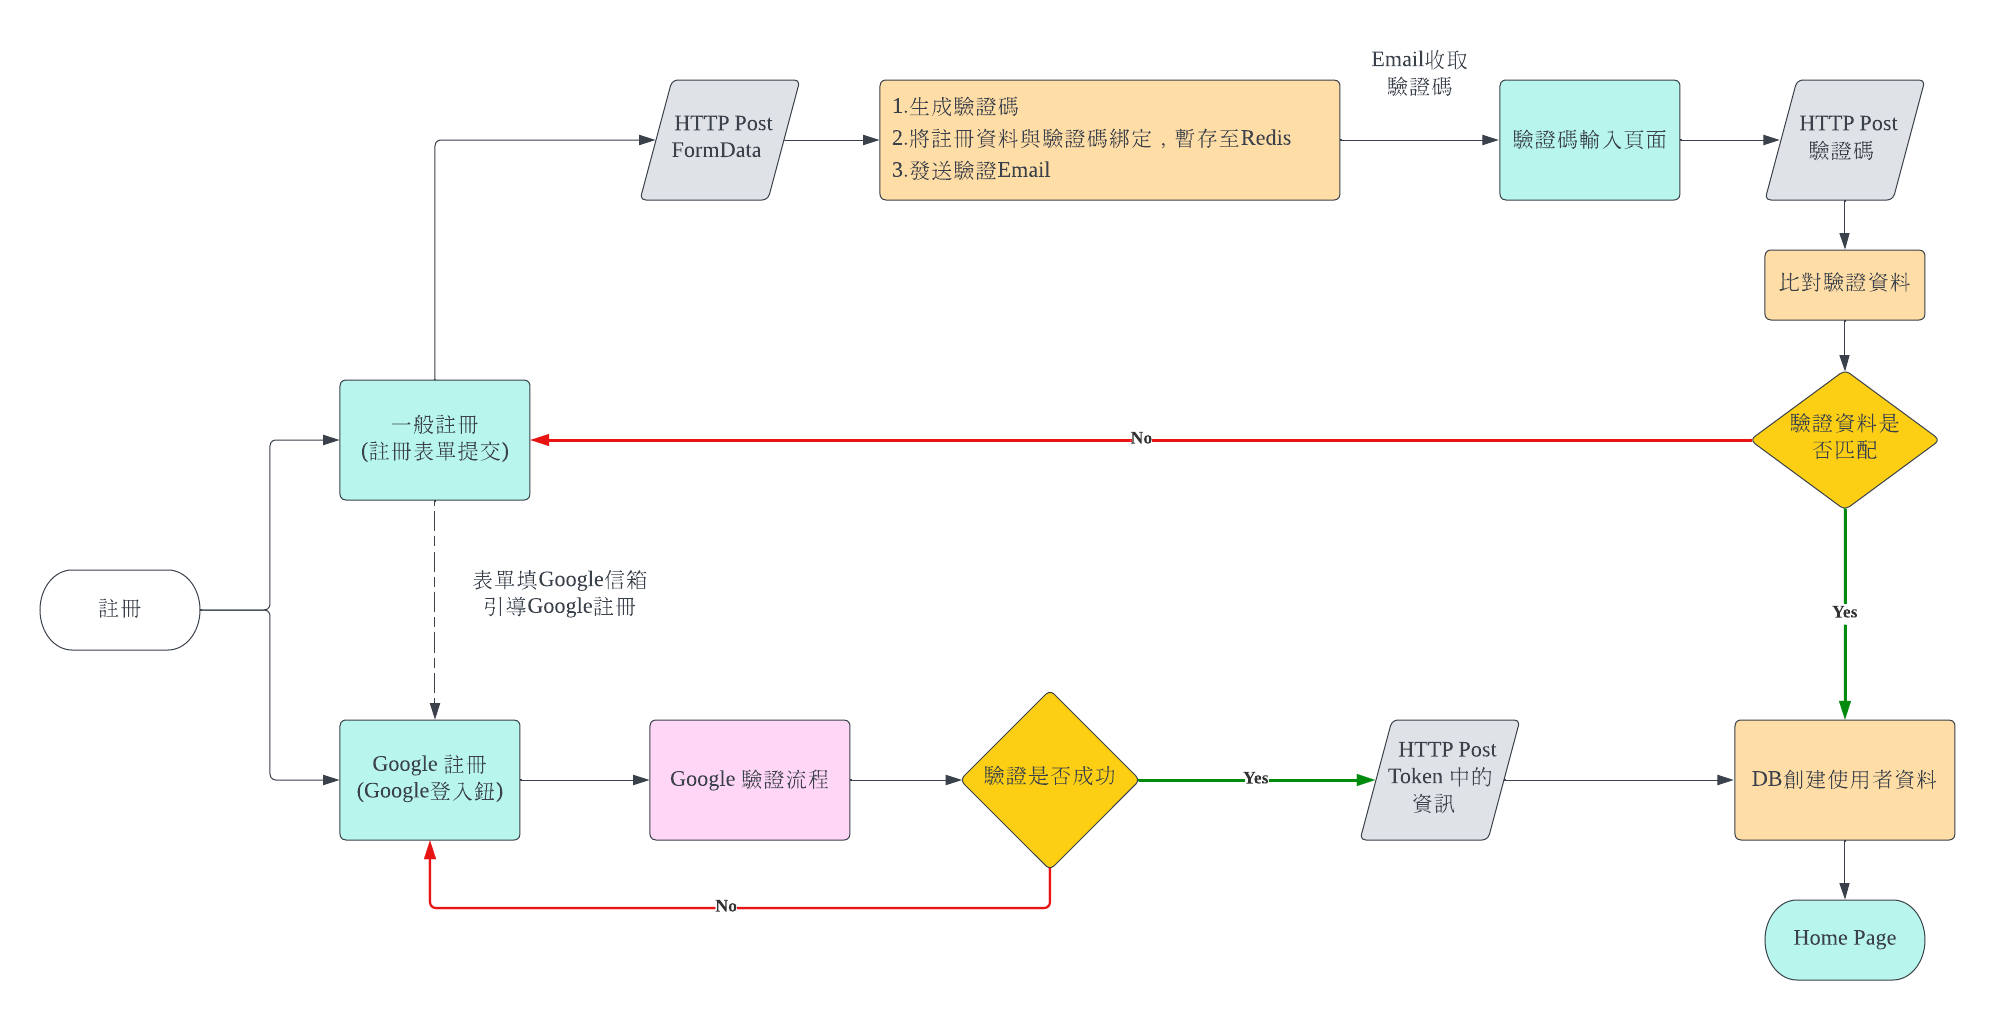 Email收取
驗證碼
HTTP Post
FormData
1.生成驗證碼
2.將註冊資料與驗證碼綁定，暫存至Redis
3.發送驗證Email
驗證碼輸入頁面
HTTP Post
驗證碼
比對驗證資料
一般註冊
(註冊表單提交)
No
驗證資料是
否匹配
表單填Google信箱
引導Google註冊
註冊
Yes
Google 註冊
(Google登入鈕)
Google 驗證流程
驗證是否成功
Yes
HTTP Post
Token 中的
資訊
DB創建使用者資料
No
Home Page